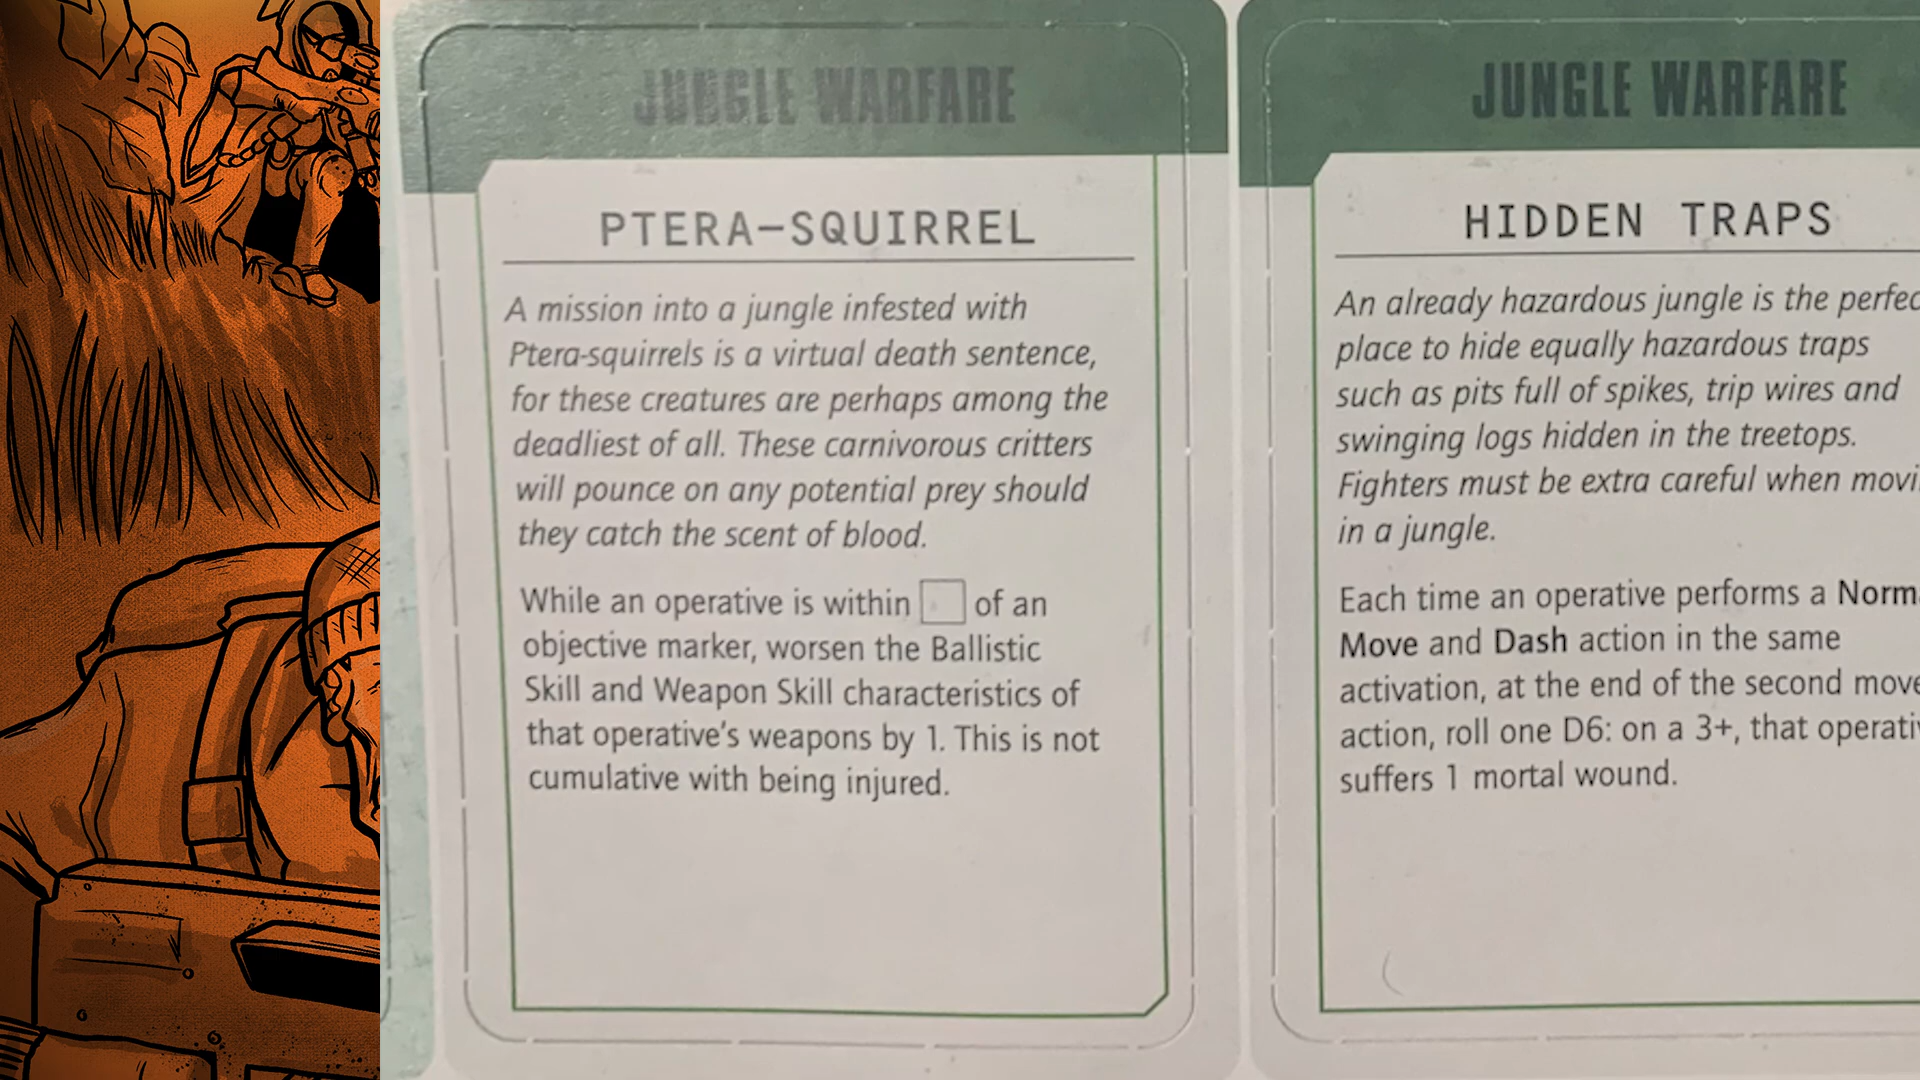 JUNGLE WARFARE
PTERA-SQUIRREL
A mission into a jungle infested with
Ptera-squirrels is a virtual death sentence,
for these creatures are perhaps among the
deadliest of all. These carnivorous critters
will pounce on any potential prey should
they catch the scent of blood.
While an operative is within □ of an
objective marker, worsen the Ballistic
Skill and Weapon Skill characteristics of
that operative's weapons by 1. This is not
cumulative with being injured.
JUNGLE WARFARE
HIDDEN TRAPS
An already hazardous jungle is the
place to hide equally hazardous traps
such as pits full of spikes, trip wires and
swinging logs hidden in the treetops.
Fighters must be extra careful when
in a jungle.
Each time an operative performs a
Move and Dash action in the same
activation, at the end of the second
action, roll one D6: on a 3+, that
suffers 1 mortal wound.